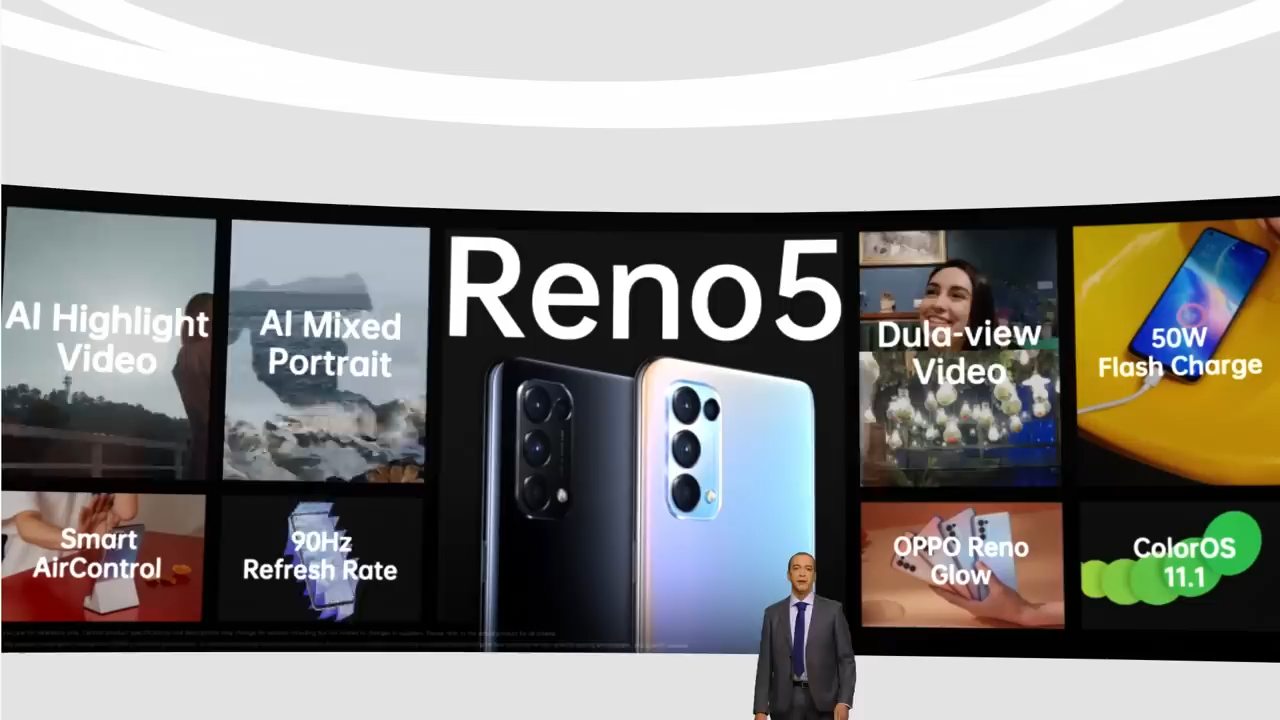 Reno5
AI Highlight
Video
AI Mixed
Portrait
Dula-view
Video
50W
Flash Charge
Smart
AirControl
90Hz
Refresh Rate
OPPO Reno
Glow
ColorOS
11.1